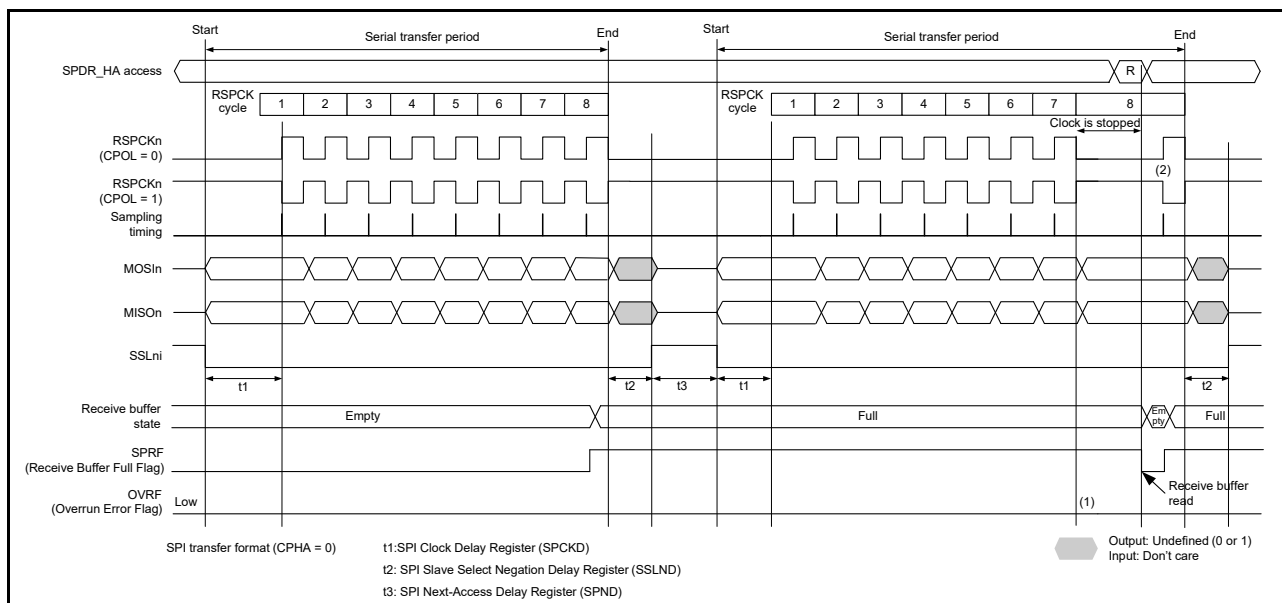 Start End Start End
Serial transfer period Serial transfer period
SPDR_HA access R
RSPCK cycle 1 2 3 4 5 6 7 8 RSPCK cycle 1 2 3 4 5 6 7 8
Clock is stopped
RSPCKn
(CPOL = 0)
(2)
RSPCKn
(CPOL = 1)
Sampling
timing
MOSIn
MISOn
SSLni
t1 t2 t3 t1 t2
Receive buffer
state
Empty Full Em
pty Full
SPRF
(Receive Buffer Full Flag)
Receive buffer
read
OVRF
(Overrun Error Flag)
Low (1)
SPI transfer format (CPHA = 0)
t1:SPI Clock Delay Register (SPCKD)
t2: SPI Slave Select Negation Delay Register (SSLND)
t3: SPI Next-Access Delay Register (SPND)
Output: Undefined (0 or 1)
Input: Don't care